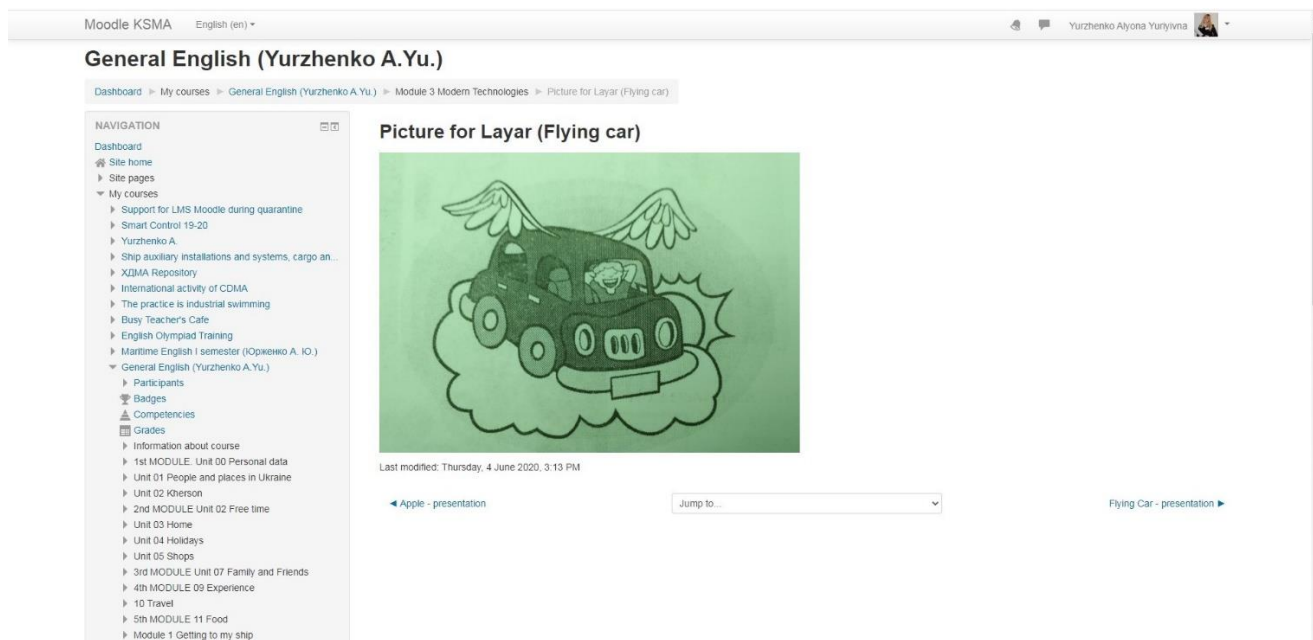 Moodle KSMA English (en)
Yurzhenko Alyona Yuriyivna
General English (Yurzhenko A.Yu.)
Dashboard My courses General English (Yurzhenko A.Yu.) Module 3 Modern Technologies Picture for Layar (Flying car)
NAVIGATION
Dashboard
Site home
Site pages
My courses
Support for LMS Moodle during quarantine
Smart Control 19-20
Yurzhenko A.
Ship auxiliary installations and systems, cargo an...
ХДМА Repository
International activity of CDMA
The practice is industrial swimming
Busy Teacher's Cafe
English Olympiad Training
Maritime English I semester (Юрженко А. Ю.)
General English (Yurzhenko A.Yu.)
Participants
Badges
Competencies
Grades
Information about course
1st MODULE. Unit 00 Personal data
Unit 01 People and places in Ukraine
Unit 02 Kherson
2nd MODULE Unit 02 Free time
Unit 03 Home
Unit 04 Holidays
Unit 05 Shops
3rd MODULE Unit 07 Family and Friends
4th MODULE 09 Experience
10 Travel
5th MODULE 11 Food
Module 1 Getting to my ship
Picture for Layar (Flying car)
Last modified: Thursday, 4 June 2020, 3:13 PM
◄ Apple - presentation
Jump to...
Flying Car - presentation ►